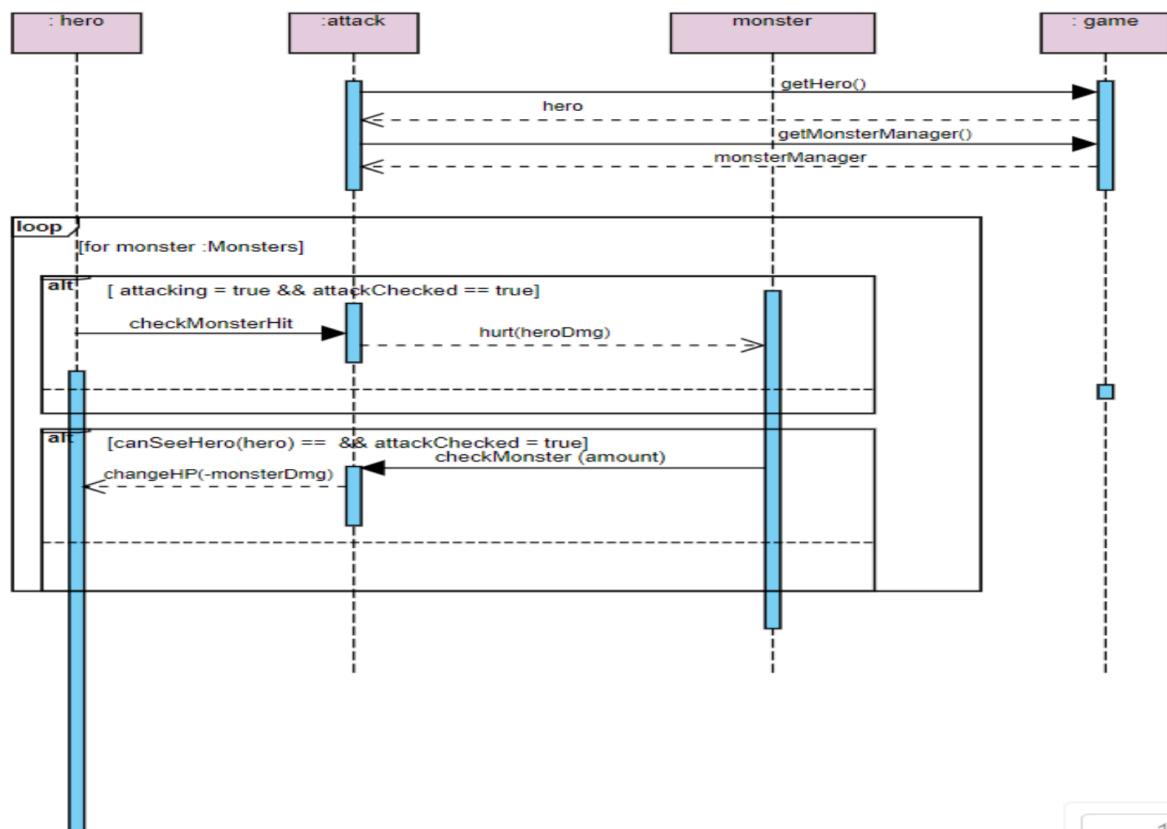 : hero
:attack
monster
: game
getHero()
hero
getMonsterManager()
monsterManager
loop
[for monster :Monsters]
alt
[ attacking = true && attackChecked == true]
checkMonsterHit
hurt(heroDmg)
alt
[canSeeHero(hero) ==  && attackChecked = true]
checkMonster (amount)
changeHP(-monsterDmg)